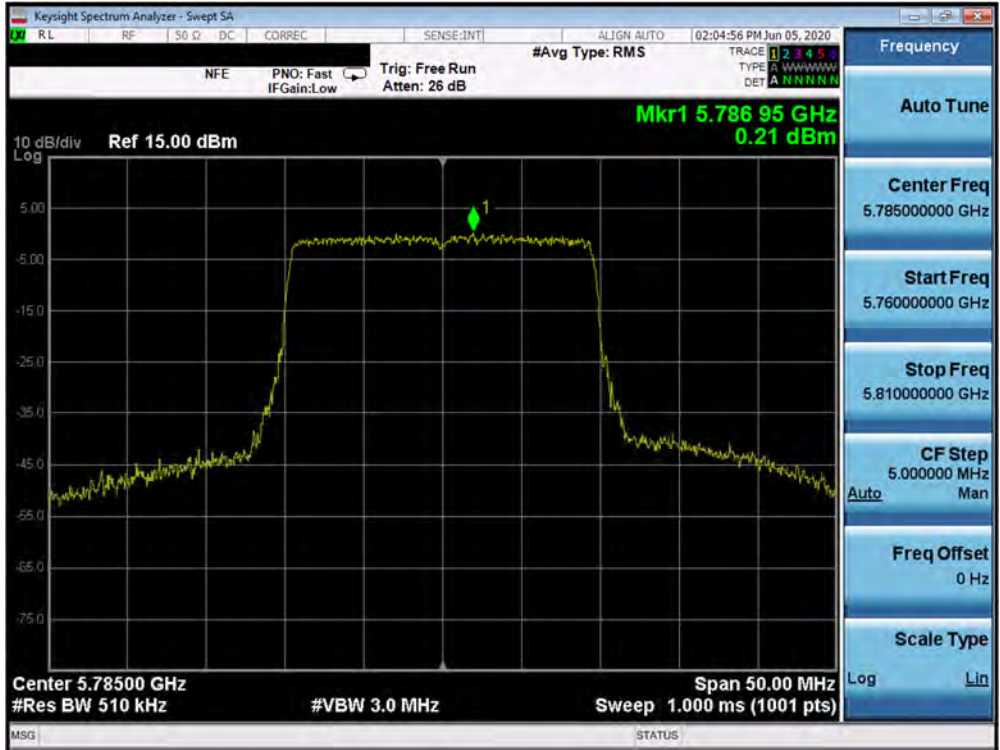 Keysight Spectrum Analyzer - Swept SA
LXI RL RF 50 Ω DC CORREC SENSE:INT ALIGN AUTO 02:04:56 PM Jun 05, 2020
#Avg Type: RMS TRACE 1 2 3 4 5 6
TYPE A WWWWW
DET A N N N N N
NFE PNO: Fast Trig: Free Run
IFGain:Low Atten: 26 dB
Mkr1 5.786 95 GHz
0.21 dBm
10 dB/div Ref 15.00 dBm
Log
1
5.00
-5.00
-15.0
-25.0
-35.0
-45.0
-55.0
-65.0
-75.0
Center 5.78500 GHz Span 50.00 MHz
#Res BW 510 kHz #VBW 3.0 MHz Sweep 1.000 ms (1001 pts)
MSG STATUS
Frequency
Auto Tune
Center Freq
5.785000000 GHz
Start Freq
5.760000000 GHz
Stop Freq
5.810000000 GHz
CF Step
5.000000 MHz
Auto Man
Freq Offset
0 Hz
Scale Type
Log Lin